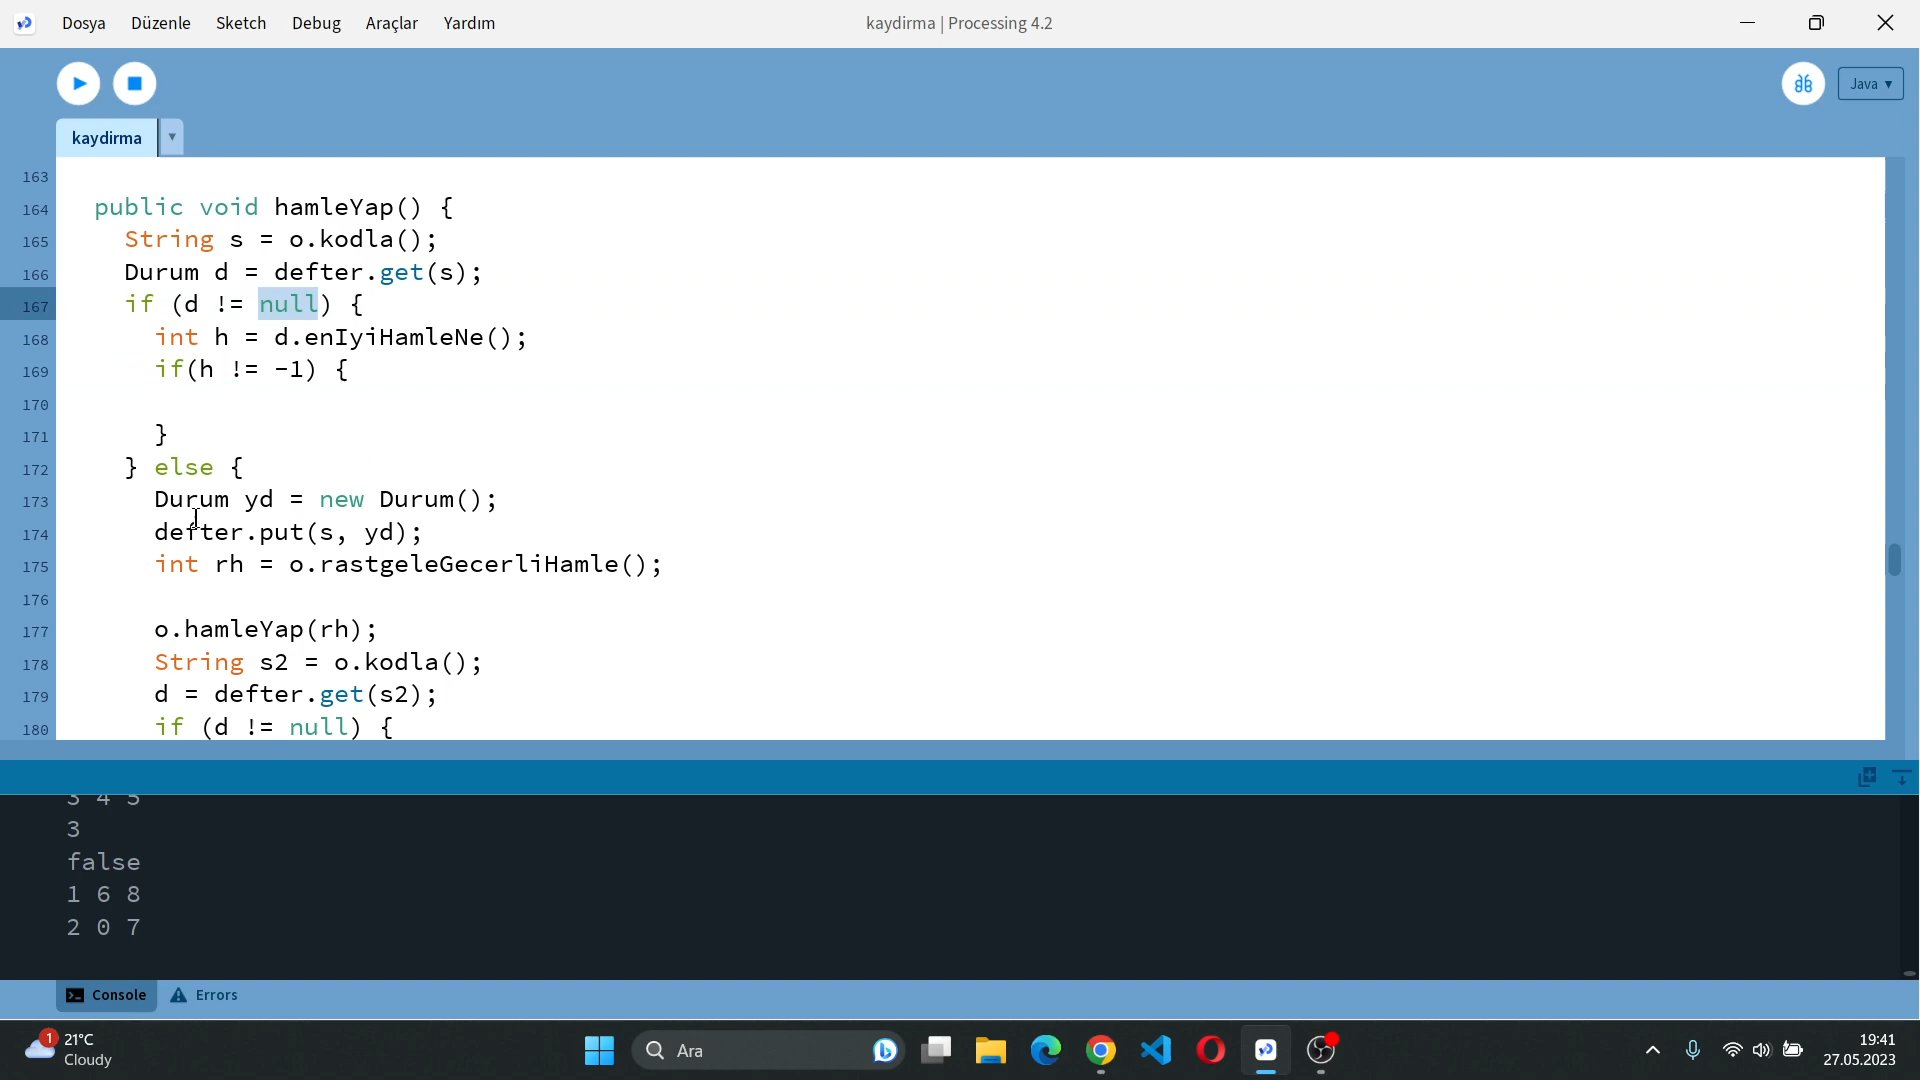 Dosya Düzenle Sketch Debug Araçlar Yardım
kaydirma | Processing 4.2
Java ▾
kaydirma
163
164 public void hamleYap() {
165 String s = o.kodla();
166 Durum d = defter.get(s);
167 if (d != null) {
168 int h = d.enIyiHamleNe();
169 if(h != -1) {
170
171 }
172 } else {
173 Durum yd = new Durum();
174 defter.put(s, yd);
175 int rh = o.rastgeleGecerliHamle();
176
177 o.hamleYap(rh);
178 String s2 = o.kodla();
179 d = defter.get(s2);
180 if (d != null) {
3 4 5
3
false
1 6 8
2 0 7
Console Errors
1 21°C
Cloudy
Ara
19:41
27.05.2023